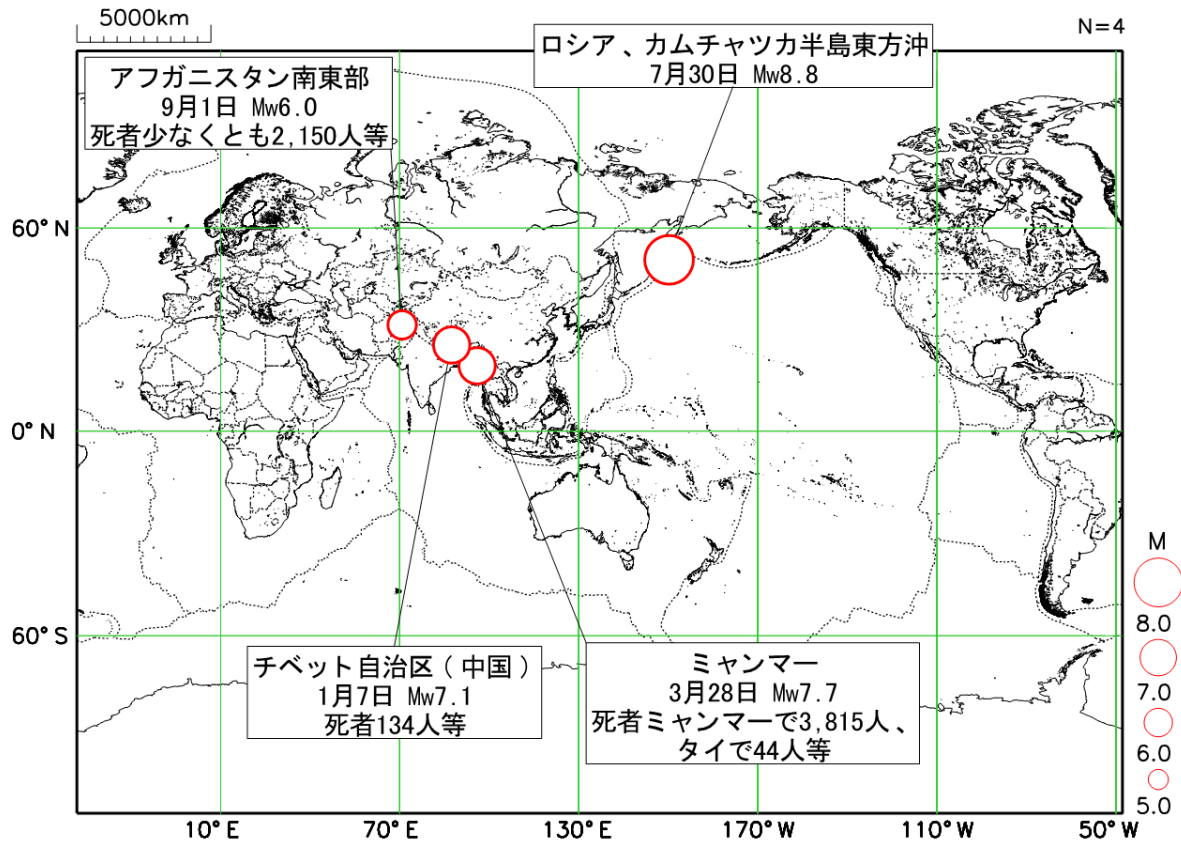 5000km
N=4
ロシア、カムチャツカ半島東方沖
7月30日 Mw8.8
アフガニスタン南東部
9月1日 Mw6.0
死者少なくとも2,150人等
60°N
0°N
60°S
チベット自治区(中国)
1月7日 Mw7.1
死者134人等
ミャンマー
3月28日 Mw7.7
死者ミャンマーで3,815人、
タイで44人等
M
8.0
7.0
6.0
5.0
10°E 70°E 130°E 170°W 110°W 50°W